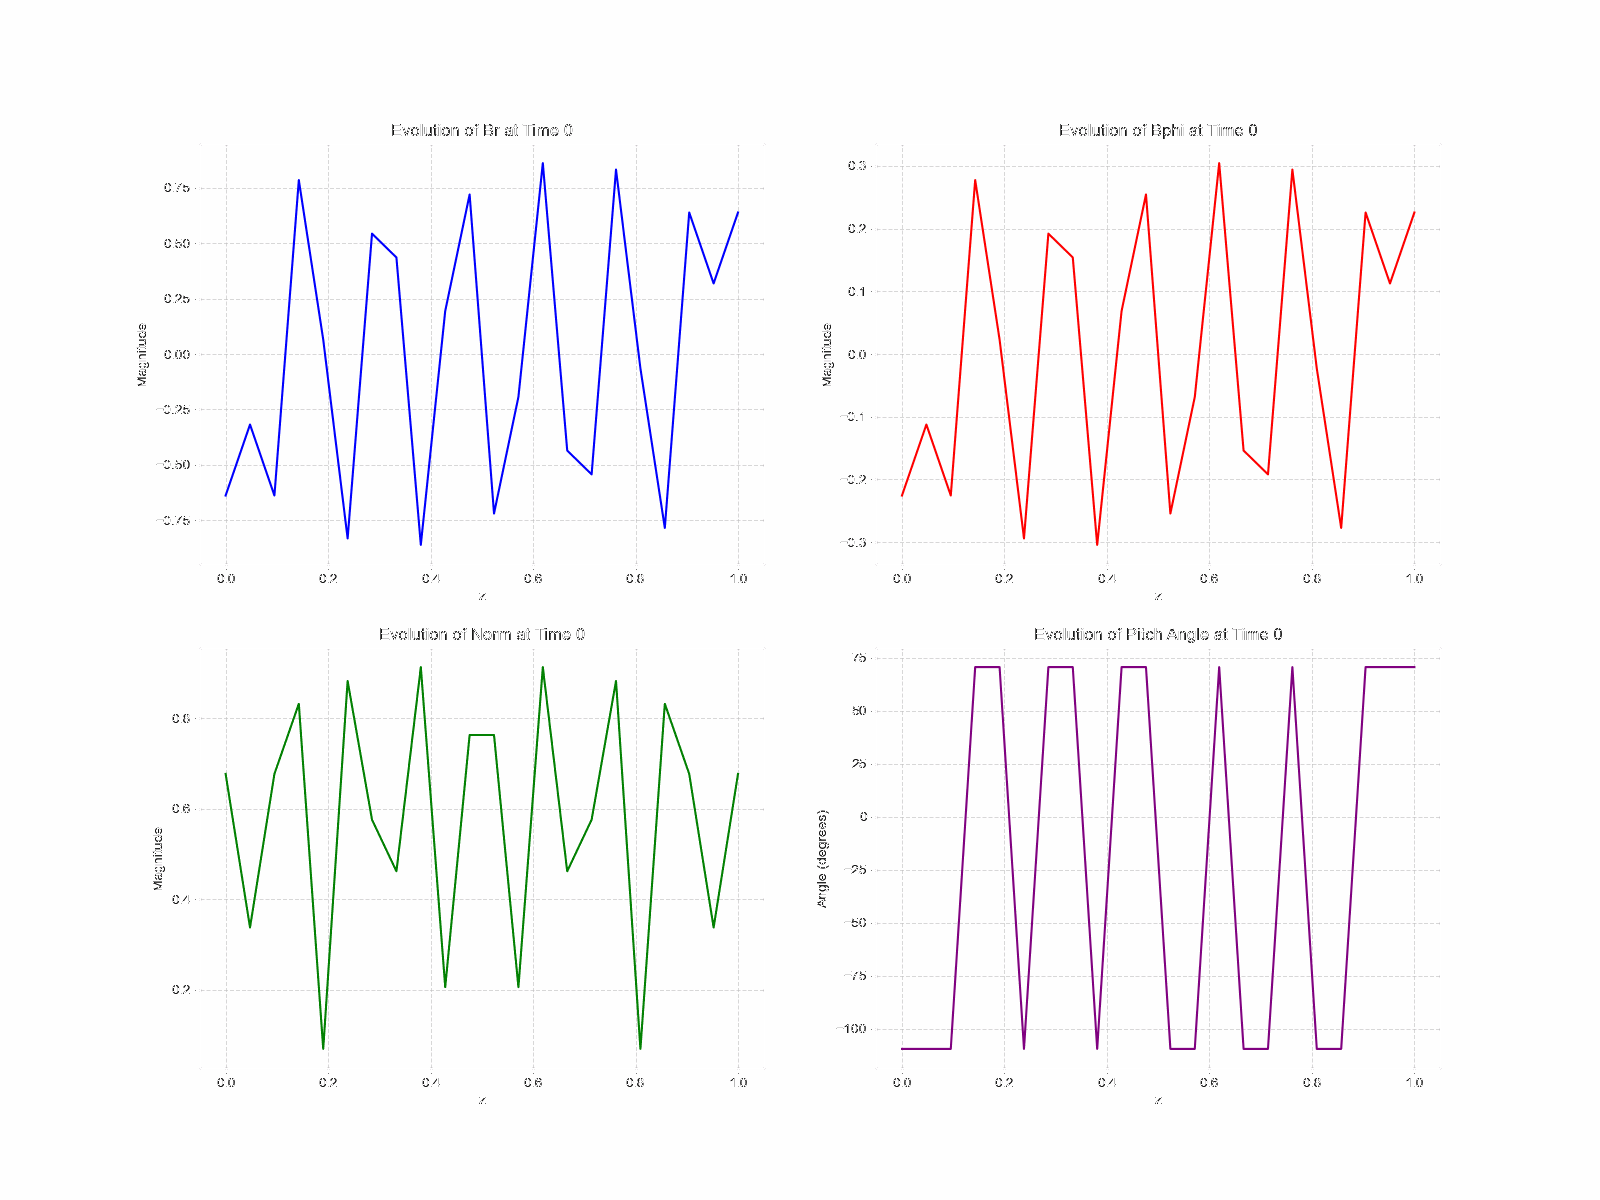 Evolution of Br at Time 0
Magnitude
0.75
0.50
0.25
0.00
−0.25
−0.50
−0.75
0.0 0.2 0.4 0.6 0.8 1.0
z
Evolution of Bphi at Time 0
Magnitude
0.3
0.2
0.1
0.0
−0.1
−0.2
−0.3
0.0 0.2 0.4 0.6 0.8 1.0
z
Evolution of Norm at Time 0
Magnitude
0.8
0.6
0.4
0.2
0.0 0.2 0.4 0.6 0.8 1.0
z
Evolution of Pitch Angle at Time 0
Angle (degrees)
75
50
25
0
−25
−50
−75
−100
0.0 0.2 0.4 0.6 0.8 1.0
z